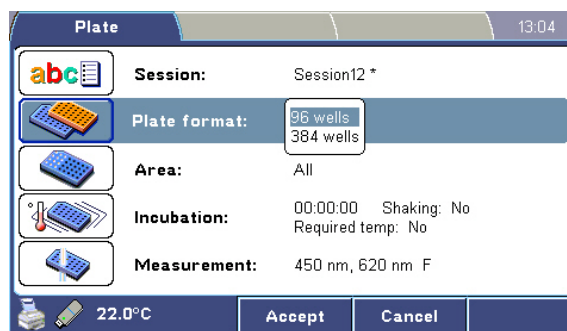 Plate
13:04
abc
Session: Session12 *
Plate format: 96 wells
384 wells
Area: All
Incubation: 00:00:00 Shaking: No
Required temp: No
Measurement: 450 nm, 620 nm F
22.0°C Accept Cancel